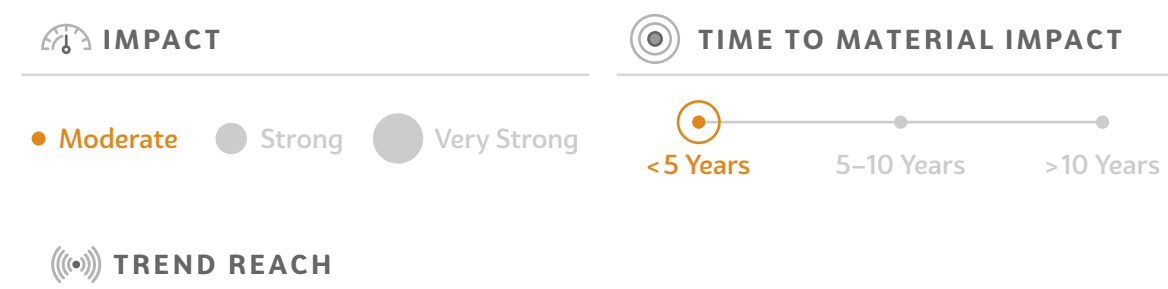 IMPACT
Moderate Strong Very Strong
TIME TO MATERIAL IMPACT
<5 Years 5–10 Years >10 Years
TREND REACH